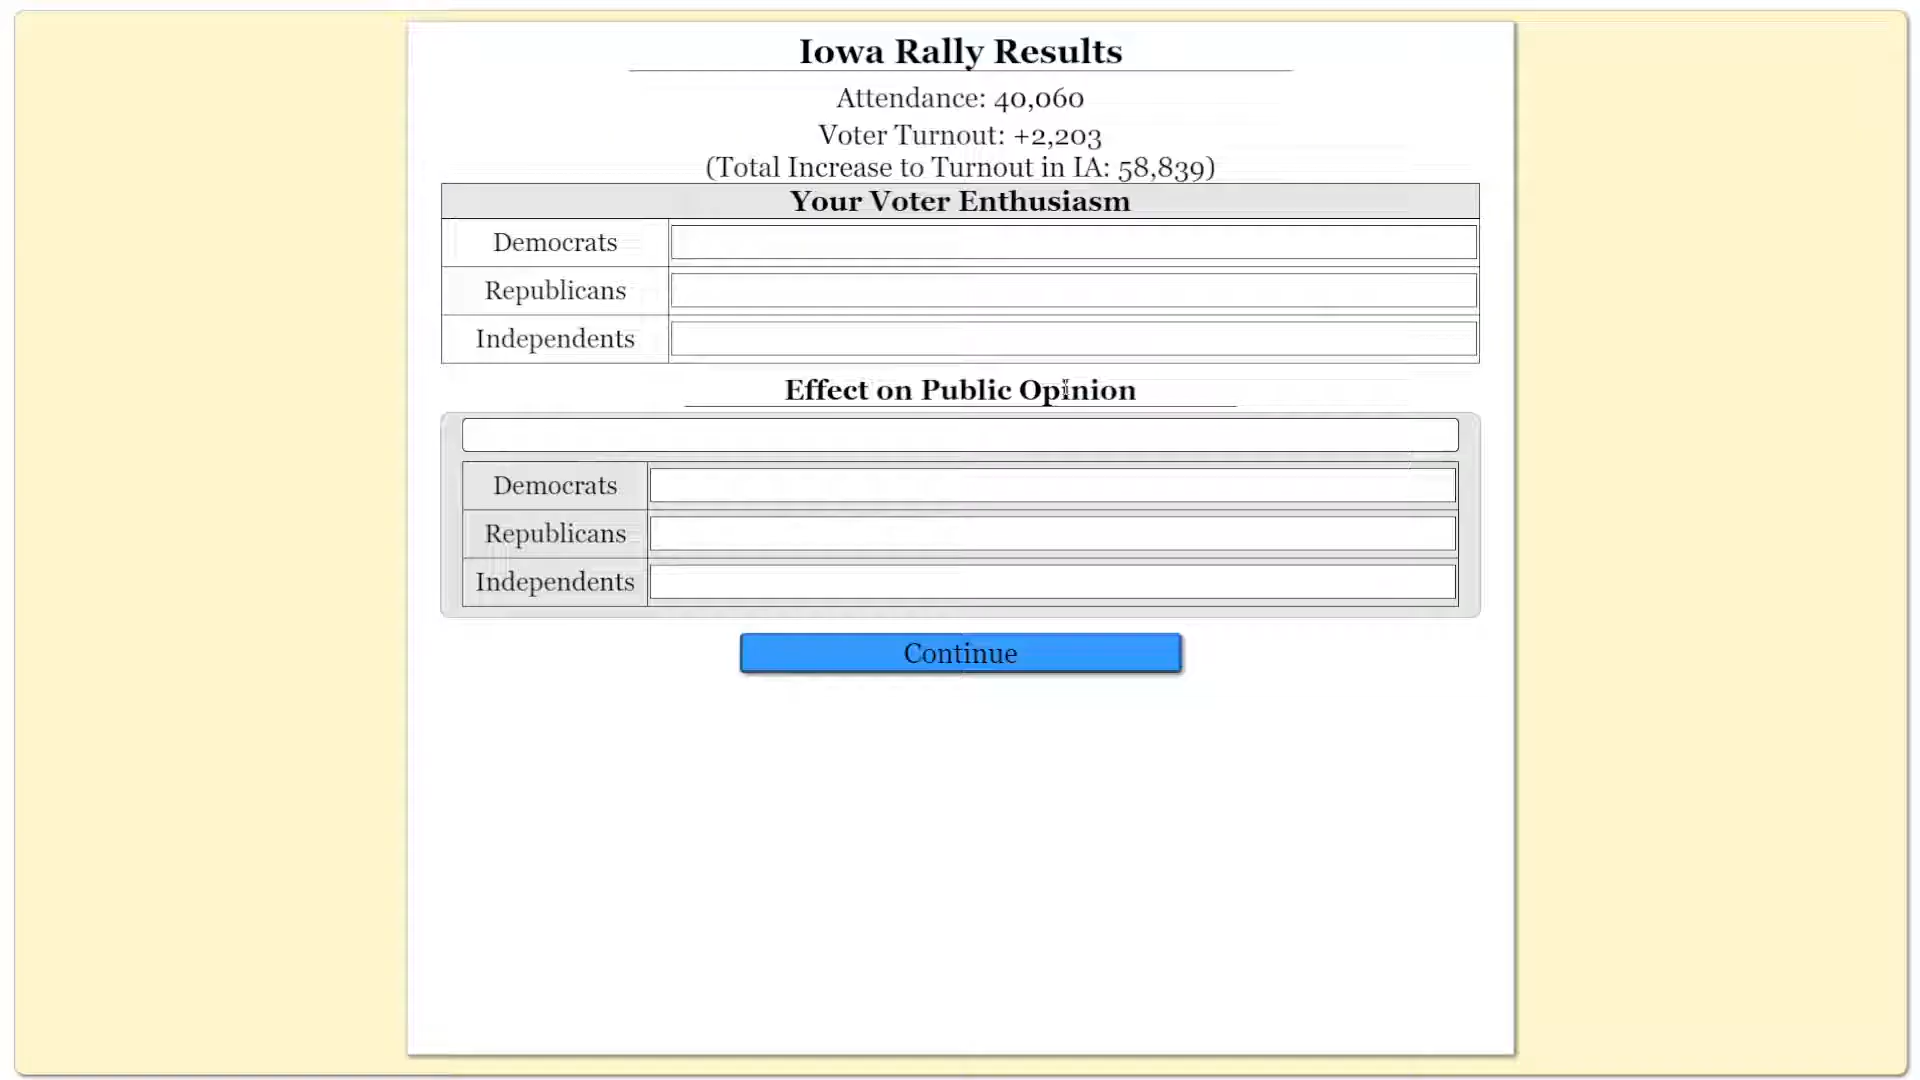 Iowa Rally Results
Attendance: 40,060
Voter Turnout: +2,203
(Total Increase to Turnout in IA: 58,839)
Your Voter Enthusiasm
Democrats
Republicans
Independents
Effect on Public Opinion
Democrats
Republicans
Independents
Continue